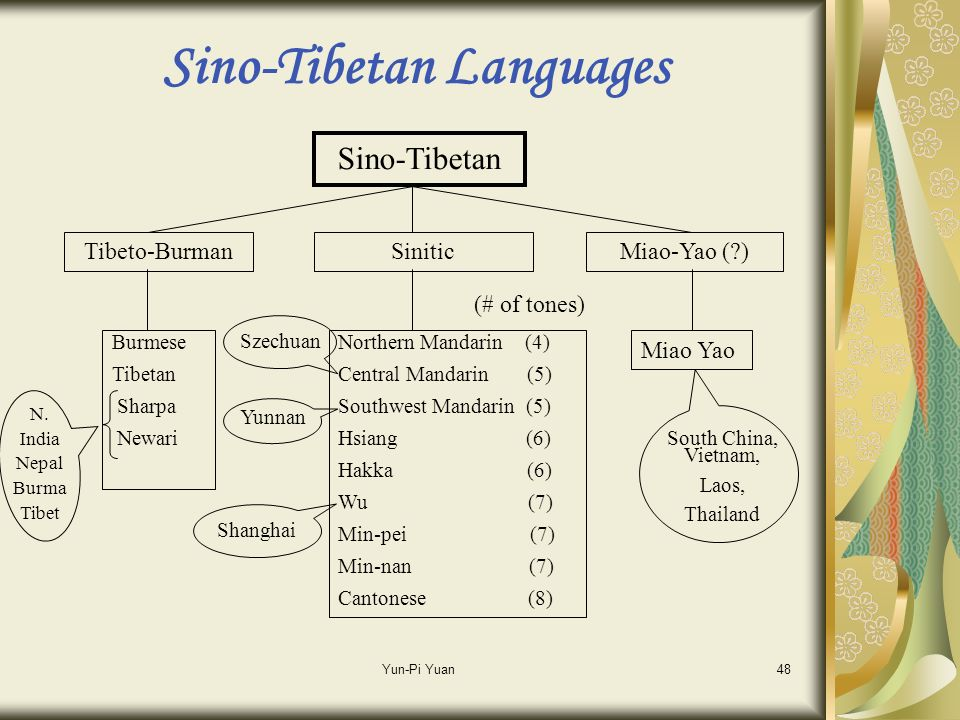 Sino-Tibetan Languages
Sino-Tibetan
Tibeto-Burman
Sinitic
Miao-Yao (?)
(# of tones)
Burmese
Tibetan
Sharpa
Newari
N.
India
Nepal
Burma
Tibet
Szechuan
Yunnan
Shanghai
Northern Mandarin (4)
Central Mandarin (5)
Southwest Mandarin (5)
Hsiang (6)
Hakka (6)
Wu (7)
Min-pei (7)
Min-nan (7)
Cantonese (8)
Miao Yao
South China,
Vietnam,
Laos,
Thailand
Yun-Pi Yuan
48